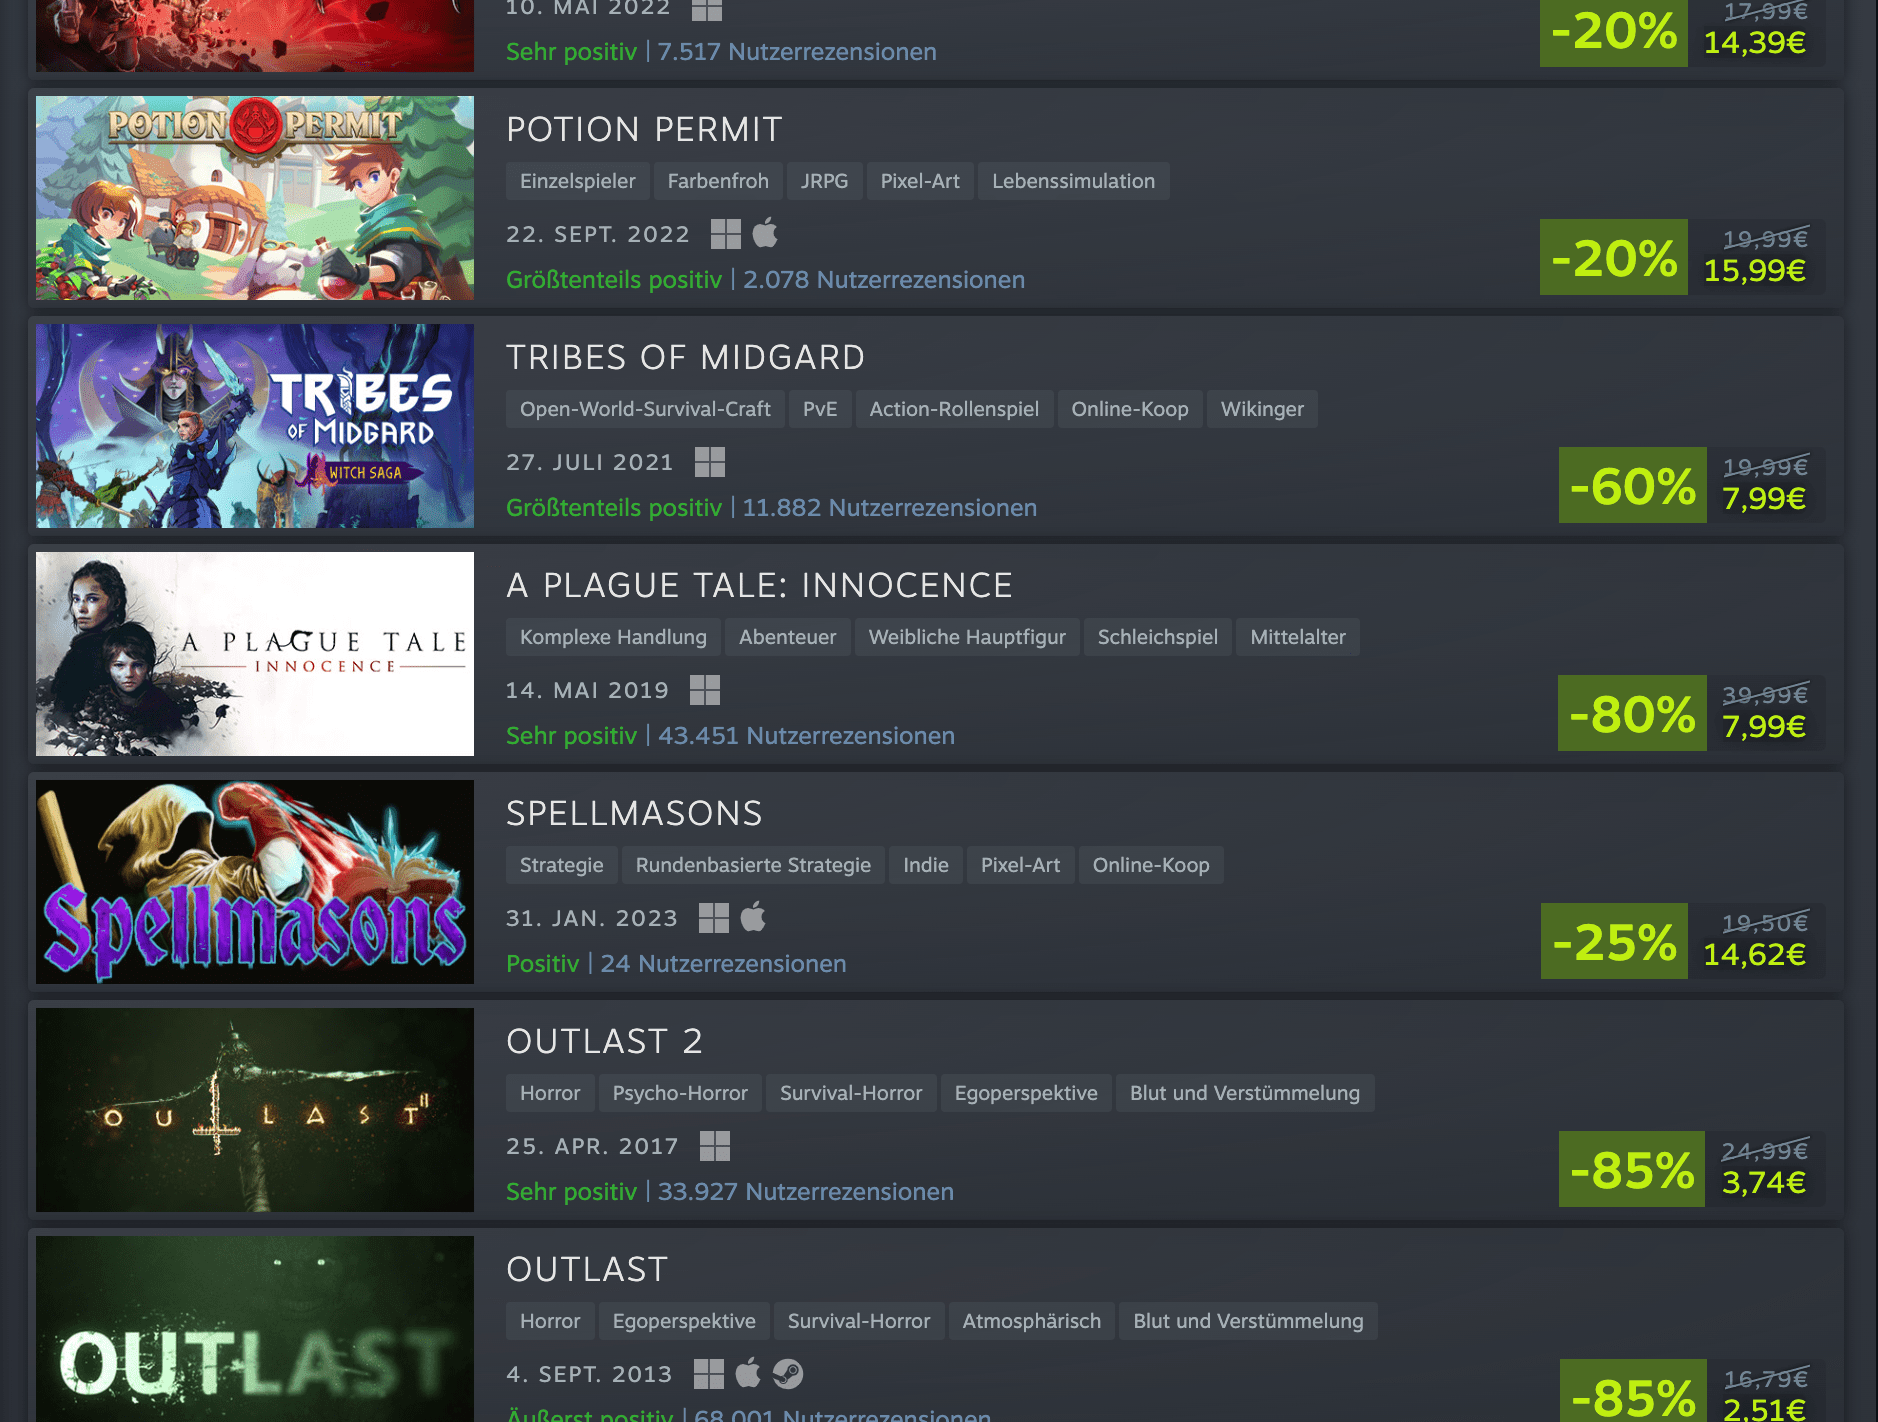 10. MAI 2022
Sehr positiv | 7.517 Nutzerrezensionen
-20%
17,99€
14,39€
POTION PERMIT
POTION PERMIT
Einzelspieler Farbenfroh JRPG Pixel-Art Lebenssimulation
22. SEPT. 2022
Größtenteils positiv | 2.078 Nutzerrezensionen
-20%
19,99€
15,99€
TRIBES
OF MIDGARD
WITCH SAGA
TRIBES OF MIDGARD
Open-World-Survival-Craft PvE Action-Rollenspiel Online-Koop Wikinger
27. JULI 2021
Größtenteils positiv | 11.882 Nutzerrezensionen
-60%
19,99€
7,99€
A PLAGUE TALE
INNOCENCE
A PLAGUE TALE: INNOCENCE
Komplexe Handlung Abenteuer Weibliche Hauptfigur Schleichspiel Mittelalter
14. MAI 2019
Sehr positiv | 43.451 Nutzerrezensionen
-80%
39,99€
7,99€
Spellmasons
SPELLMASONS
Strategie Rundenbasierte Strategie Indie Pixel-Art Online-Koop
31. JAN. 2023
Positiv | 24 Nutzerrezensionen
-25%
19,50€
14,62€
OUTLAST II
OUTLAST 2
Horror Psycho-Horror Survival-Horror Egoperspektive Blut und Verstümmelung
25. APR. 2017
Sehr positiv | 33.927 Nutzerrezensionen
-85%
24,99€
3,74€
OUTLAST
OUTLAST
Horror Egoperspektive Survival-Horror Atmosphärisch Blut und Verstümmelung
4. SEPT. 2013
Äußerst positiv | 68.001 Nutzerrezensionen
-85%
16,79€
2,51€